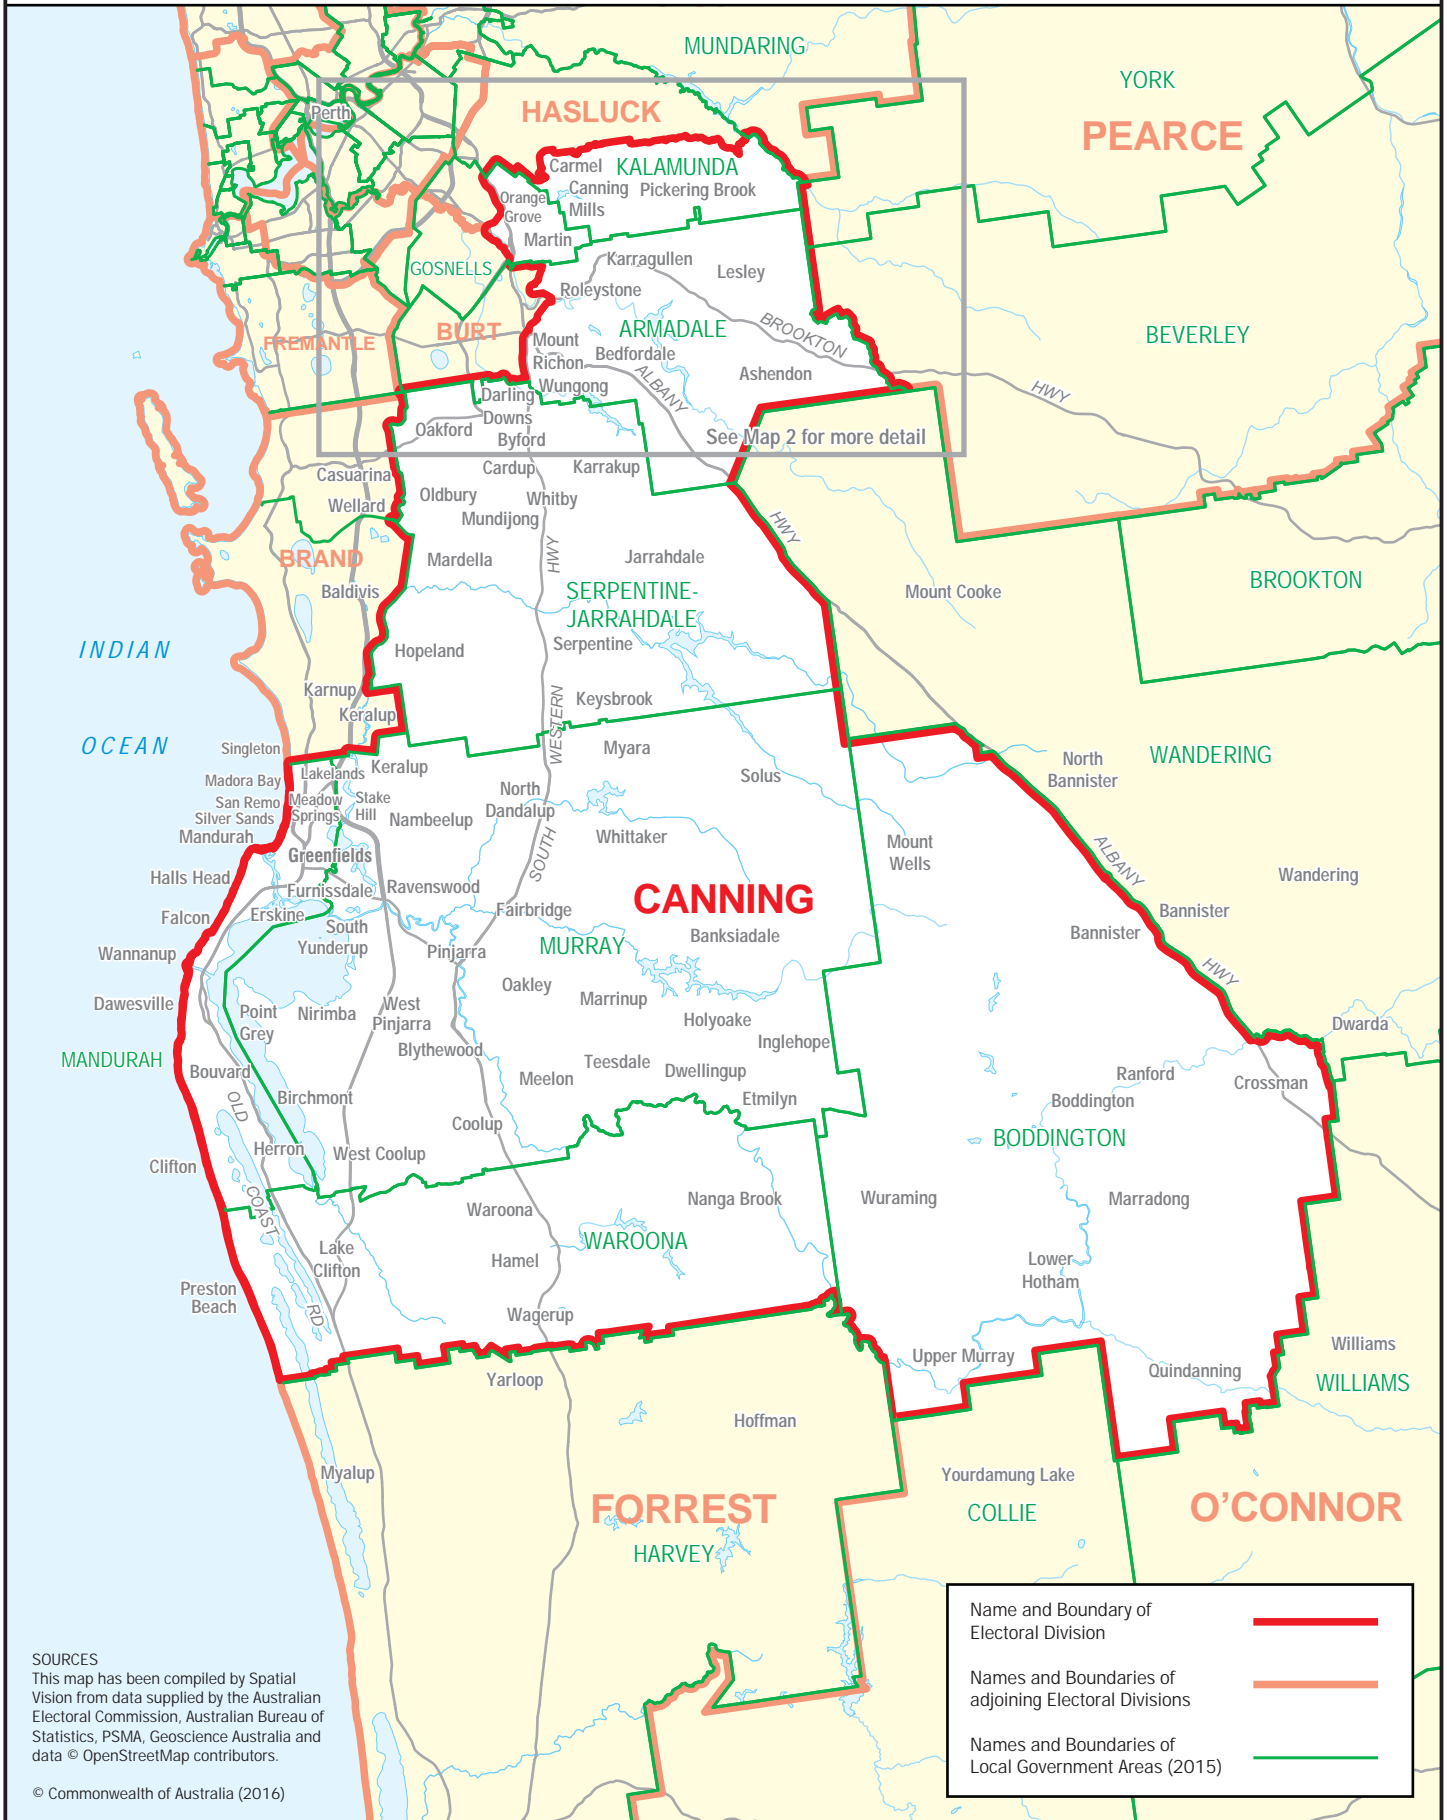 MUNDARING
YORK
HASLUCK
PEARCE
Perth
Carmel
KALAMUNDA
Canning
Mills
Pickering Brook
Orange
Grove
Martin
GOSNELLS
Karragullen
Lesley
Roleystone
BURT
FREMANTLE
ARMADALE
BROOKTON
HWY
BEVERLEY
Mount
Richon
Bedfordale
ALBANY
Ashendon
Wungong
Darling
Downs
Oakford
Byford
See Map 2 for more detail
Casuarina
Cardup
Karrakup
Wellard
Oldbury
Whitby
Mundijong
HWY
HWY
BRAND
Mardella
Jarrahdale
Baldivis
SERPENTINE-
JARRAHDALE
Mount Cooke
BROOKTON
INDIAN
OCEAN
Hopeland
Serpentine
Karnup
Keralup
Keysbrook
WESTERN
Singleton
Myara
Madora Bay
Lakelands
Keralup
Solus
North
Bannister
WANDERING
San Remo
Silver Sands
Meadow
Springs
Stake
Hill
North
Dandalup
Nambeelup
Mandurah
Whittaker
Mount
Wells
Greenfields
SOUTH
ALBANY
Halls Head
Furnissdale
Ravenswood
CANNING
Wandering
Falcon
Erskine
Fairbridge
Bannister
South
Yunderup
Banksiadale
Bannister
Wannanup
Pinjarra
MURRAY
HWY
Oakley
Marrinup
Dawesville
Point
Grey
Nirimba
West
Pinjarra
Holyoake
Dwarda
Inglehope
MANDURAH
Blythewood
Teesdale
Dwellingup
Bouvard
Meelon
Ranford
Crossman
OLD
Birchmont
Etmilyn
Boddington
Coolup
BODDINGTON
Herron
West Coolup
Clifton
COAST
Waroona
Nanga Brook
Wuraming
Marradong
WAROONA
Lake
Clifton
Hamel
Lower
Hotham
Preston
Beach
RD
Wagerup
Upper Murray
Williams
Quindanning
WILLIAMS
Yarloop
Hoffman
Myalup
Yourdamung Lake
FORREST
COLLIE
O'CONNOR
HARVEY
Name and Boundary of
Electoral Division
Names and Boundaries of
adjoining Electoral Divisions
Names and Boundaries of
Local Government Areas (2015)
SOURCES
This map has been compiled by Spatial
Vision from data supplied by the Australian
Electoral Commission, Australian Bureau of
Statistics, PSMA, Geoscience Australia and
data © OpenStreetMap contributors.
© Commonwealth of Australia (2016)